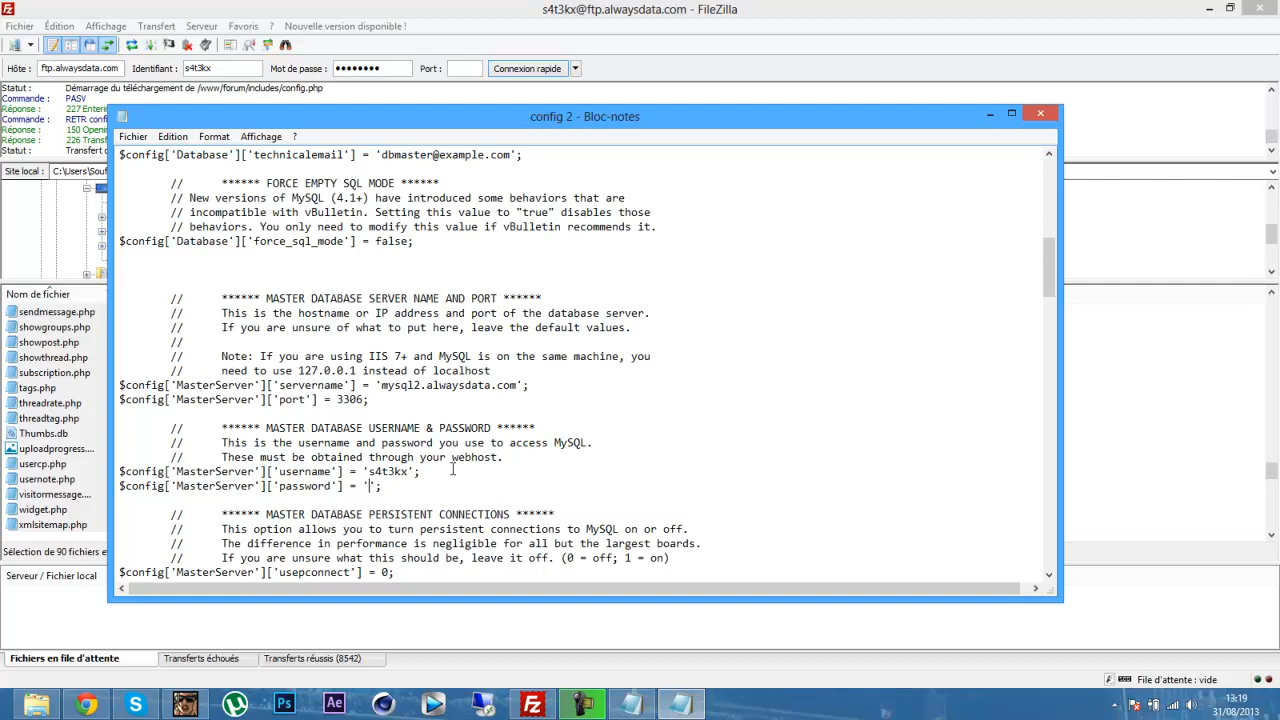 s4t3kx@ftp.alwaysdata.com - FileZilla
Fichier Édition Affichage Transfert Serveur Favoris ? Nouvelle version disponible !
Hôte : ftp.alwaysdata.com Identifiant : s4t3kx Mot de passe : •••••••• Port : Connexion rapide
Statut : Démarrage du téléchargement de /www/forum/includes/config.php
Commande : PASV
Réponse : 227 Enterin
Commande : RETR config
Réponse : 150 Openin
Réponse : 226 Transf
Statut : Transfert
Site local : C:\Users\Souf
Nom de fichier
sendmessage.php
showgroups.php
showpost.php
showthread.php
subscription.php
tags.php
threadrate.php
threadtag.php
Thumbs.db
uploadprogress....
usercp.php
usernote.php
visitormessage....
widget.php
xmlsitemap.php
Sélection de 90 fichiers et
Serveur / Fichier local
config 2 - Bloc-notes
Fichier Edition Format Affichage ?
$config['Database']['technicalemail'] = 'dbmaster@example.com';
// ****** FORCE EMPTY SQL MODE ******
// New versions of MySQL (4.1+) have introduced some behaviors that are
// incompatible with vBulletin. Setting this value to "true" disables those
// behaviors. You only need to modify this value if vBulletin recommends it.
$config['Database']['force_sql_mode'] = false;
// ****** MASTER DATABASE SERVER NAME AND PORT ******
// This is the hostname or IP address and port of the database server.
// If you are unsure of what to put here, leave the default values.
//
// Note: If you are using IIS 7+ and MySQL is on the same machine, you
// need to use 127.0.0.1 instead of localhost
$config['MasterServer']['servername'] = 'mysql2.alwaysdata.com';
$config['MasterServer']['port'] = 3306;
// ****** MASTER DATABASE USERNAME & PASSWORD ******
// This is the username and password you use to access MySQL.
// These must be obtained through your webhost.
$config['MasterServer']['username'] = 's4t3kx';
$config['MasterServer']['password'] = '';
// ****** MASTER DATABASE PERSISTENT CONNECTIONS ******
// This option allows you to turn persistent connections to MySQL on or off.
// The difference in performance is negligible for all but the largest boards.
// If you are unsure what this should be, leave it off. (0 = off; 1 = on)
$config['MasterServer']['usepconnect'] = 0;
Fichiers en file d'attente Transferts échoués Transferts réussis (8542)
File d'attente : vide
Ps
Ae
13:19
31/08/2013